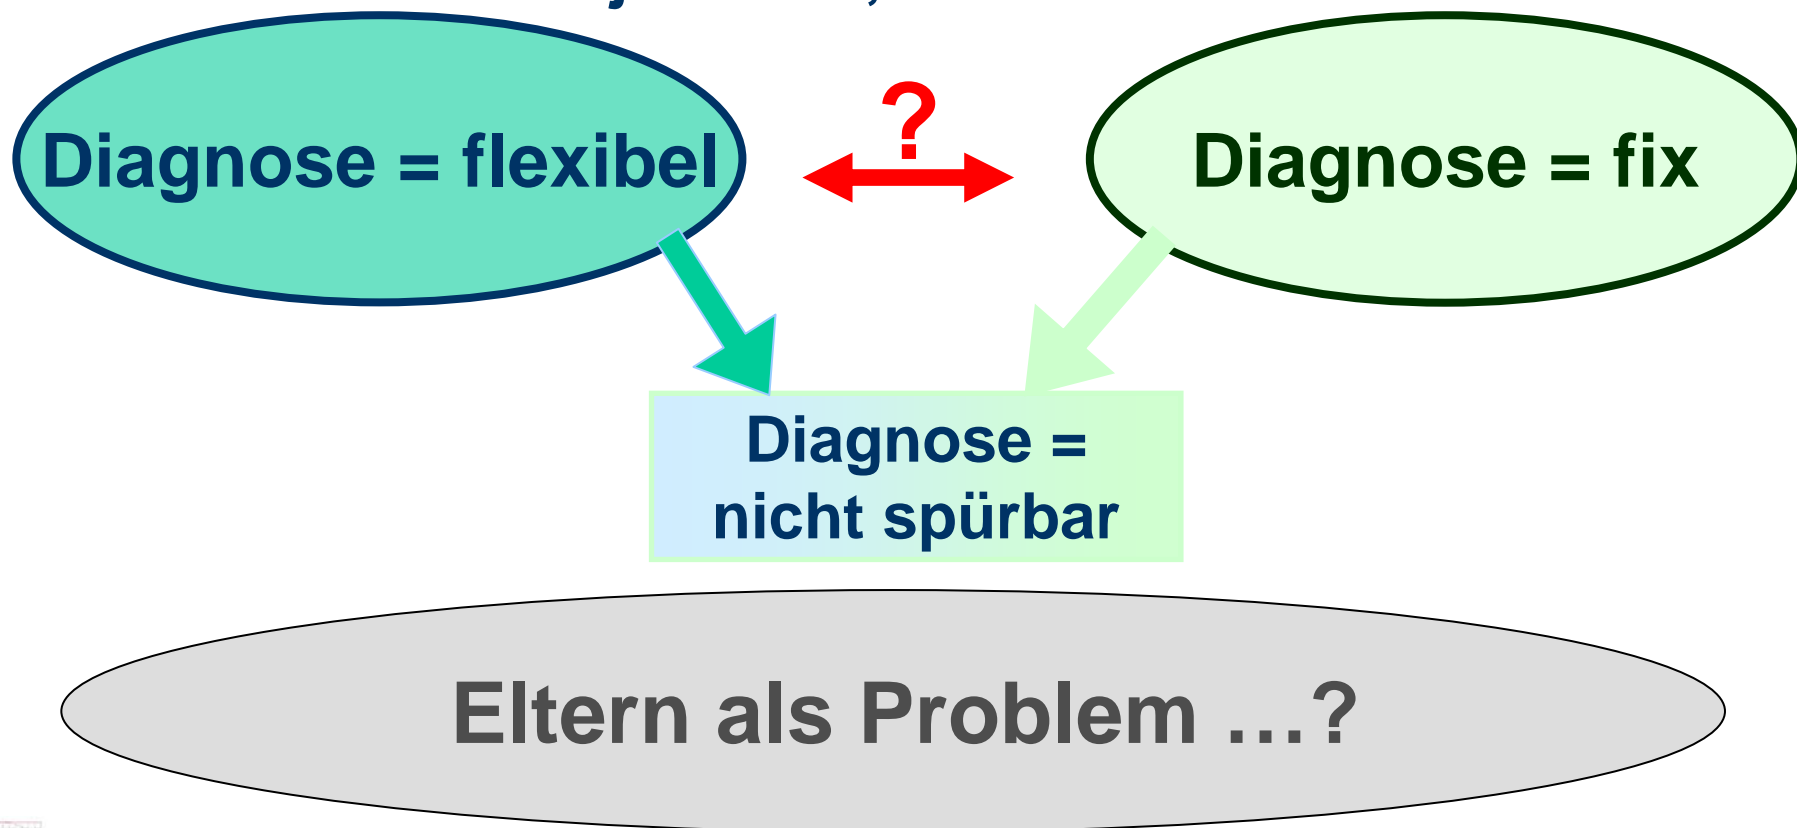 Diagnose = flexibel
?
Diagnose = fix
Diagnose =
nicht spürbar
Eltern als Problem …?